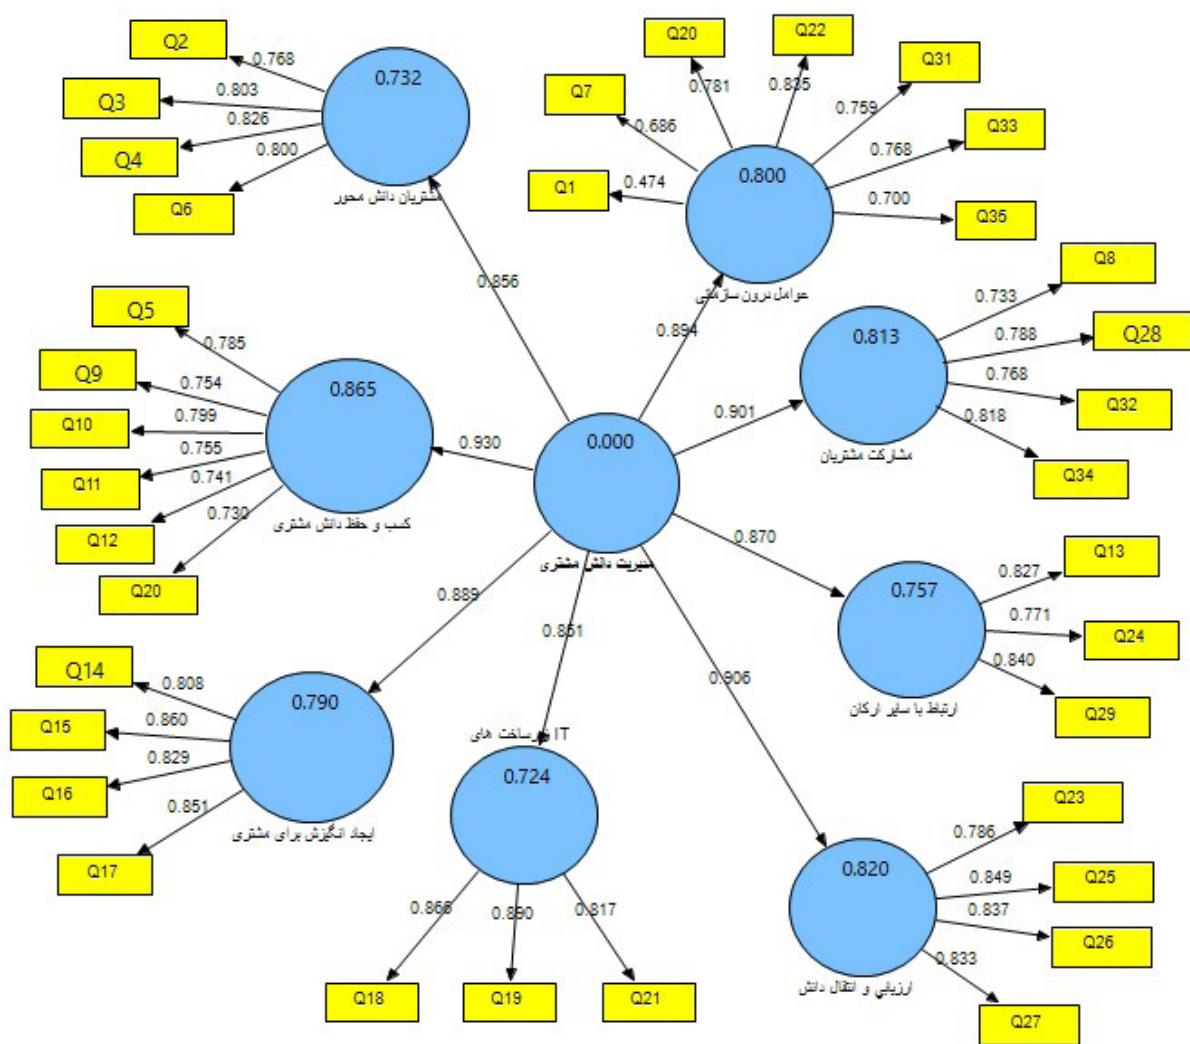 Q2
0.768
Q3
0.803
Q4
0.826
Q6
0.800
0.732
مشتریان دانش محور
0.856
Q20
0.781
Q22
0.835
Q31
0.759
Q7
0.686
Q33
0.768
Q1
0.474
Q35
0.700
0.800
عوامل درون سازمانی
0.894
Q8
0.733
Q28
0.788
Q32
0.768
Q34
0.818
0.813
مشارکت مشتریان
0.901
Q5
0.785
Q9
0.754
Q10
0.799
Q11
0.755
Q12
0.741
Q20
0.730
0.865
کسب و حفظ دانش مشتری
0.930
0.000
مدیریت دانش مشتری
0.870
Q13
0.827
Q24
0.771
Q29
0.840
0.757
ارتباط با سایر ارکان
0.889
0.851
0.906
Q14
0.808
Q15
0.860
Q16
0.829
Q17
0.851
0.790
ایجاد انگیزش برای مشتری
زیرساخت های IT
0.724
0.866
0.890
0.817
Q18
Q19
Q21
Q23
0.786
Q25
0.849
Q26
0.837
Q27
0.833
0.820
ارزیابی و انتقال دانش